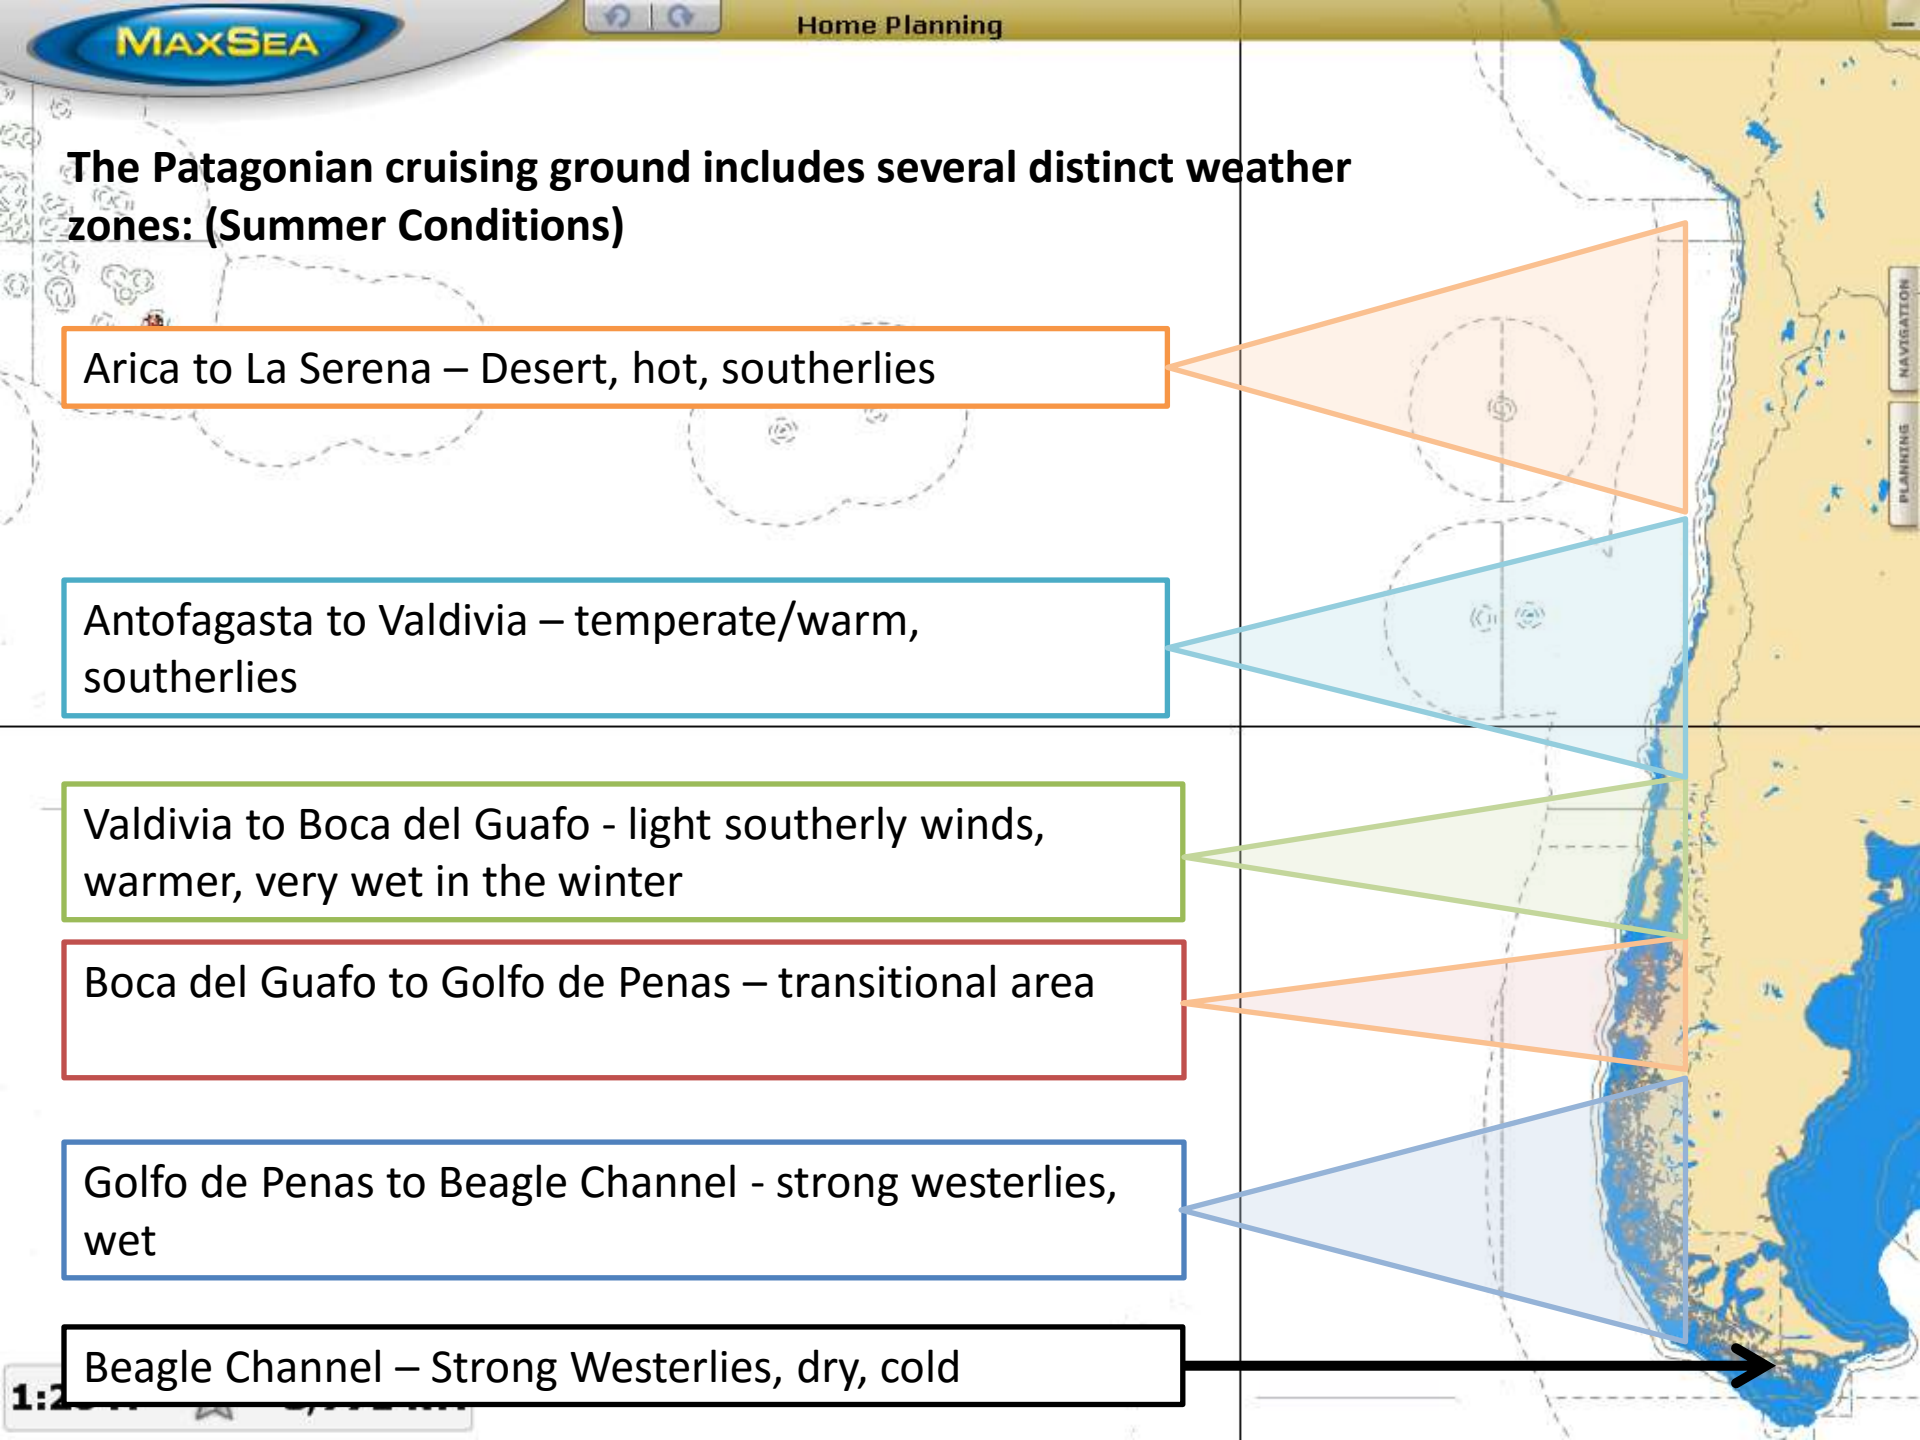 MAXSEA
Home Planning
The Patagonian cruising ground includes several distinct weather
zones: (Summer Conditions)
Arica to La Serena – Desert, hot, southerlies
NAVIGATION
PLANNING
Antofagasta to Valdivia – temperate/warm,
southerlies
Valdivia to Boca del Guafo - light southerly winds,
warmer, very wet in the winter
Boca del Guafo to Golfo de Penas – transitional area
Golfo de Penas to Beagle Channel - strong westerlies,
wet
Beagle Channel – Strong Westerlies, dry, cold